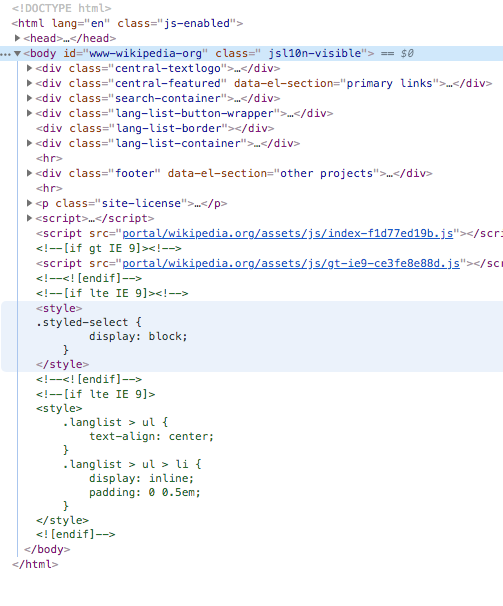 <!DOCTYPE html>
<html lang="en" class="js-enabled">
<head>…</head>
<body id="www-wikipedia-org" class=" jsl10n-visible"> == $0
<div class="central-textlogo">…</div>
<div class="central-featured" data-el-section="primary links">…</div>
<div class="search-container">…</div>
<div class="lang-list-button-wrapper">…</div>
<div class="lang-list-border"></div>
<div class="lang-list-container">…</div>
<hr>
<div class="footer" data-el-section="other projects">…</div>
<hr>
<p class="site-license">…</p>
<script>…</script>
<script src="portal/wikipedia.org/assets/js/index-f1d77ed19b.js"></scri
<!--[if gt IE 9]><!-->
<script src="portal/wikipedia.org/assets/js/gt-ie9-ce3fe8e88d.js"></scr
<!--<![endif]-->
<!--[if lte IE 9]><!-->
<style>
.styled-select {
display: block;
}
</style>
<!--<![endif]-->
<!--[if lte IE 9]>
<style>
.langlist > ul {
text-align: center;
}
.langlist > ul > li {
display: inline;
padding: 0 0.5em;
}
</style>
<![endif]-->
</body>
</html>